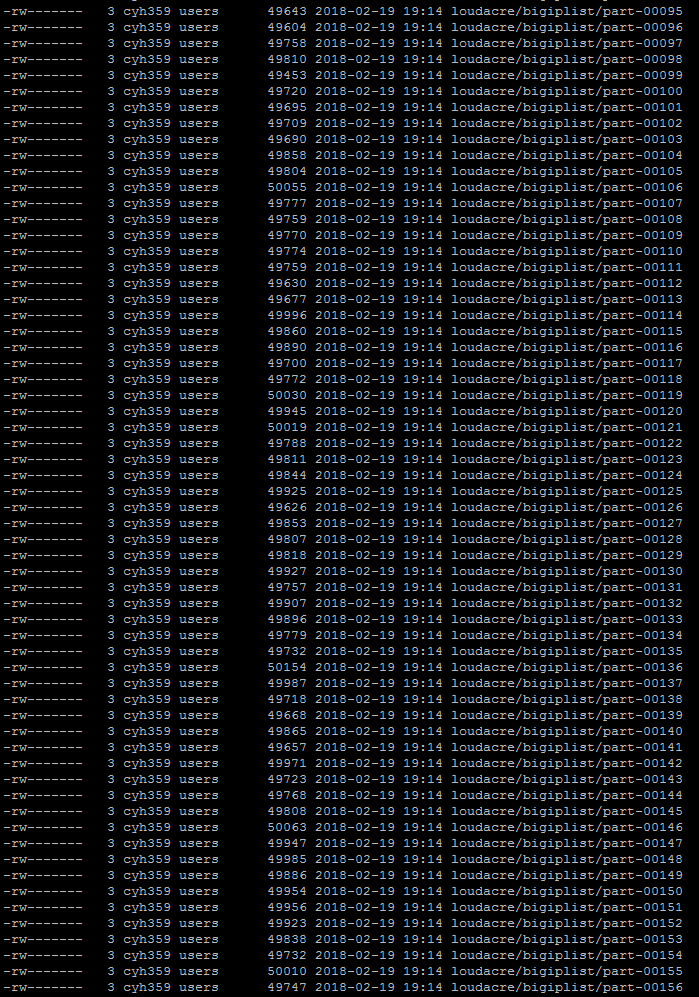 -rw------- 3 cyh359 users 49643 2018-02-19 19:14 loudacre/bigiplist/part-00095
-rw------- 3 cyh359 users 49604 2018-02-19 19:14 loudacre/bigiplist/part-00096
-rw------- 3 cyh359 users 49758 2018-02-19 19:14 loudacre/bigiplist/part-00097
-rw------- 3 cyh359 users 49810 2018-02-19 19:14 loudacre/bigiplist/part-00098
-rw------- 3 cyh359 users 49453 2018-02-19 19:14 loudacre/bigiplist/part-00099
-rw------- 3 cyh359 users 49720 2018-02-19 19:14 loudacre/bigiplist/part-00100
-rw------- 3 cyh359 users 49695 2018-02-19 19:14 loudacre/bigiplist/part-00101
-rw------- 3 cyh359 users 49709 2018-02-19 19:14 loudacre/bigiplist/part-00102
-rw------- 3 cyh359 users 49690 2018-02-19 19:14 loudacre/bigiplist/part-00103
-rw------- 3 cyh359 users 49858 2018-02-19 19:14 loudacre/bigiplist/part-00104
-rw------- 3 cyh359 users 49804 2018-02-19 19:14 loudacre/bigiplist/part-00105
-rw------- 3 cyh359 users 50055 2018-02-19 19:14 loudacre/bigiplist/part-00106
-rw------- 3 cyh359 users 49777 2018-02-19 19:14 loudacre/bigiplist/part-00107
-rw------- 3 cyh359 users 49759 2018-02-19 19:14 loudacre/bigiplist/part-00108
-rw------- 3 cyh359 users 49770 2018-02-19 19:14 loudacre/bigiplist/part-00109
-rw------- 3 cyh359 users 49774 2018-02-19 19:14 loudacre/bigiplist/part-00110
-rw------- 3 cyh359 users 49759 2018-02-19 19:14 loudacre/bigiplist/part-00111
-rw------- 3 cyh359 users 49630 2018-02-19 19:14 loudacre/bigiplist/part-00112
-rw------- 3 cyh359 users 49677 2018-02-19 19:14 loudacre/bigiplist/part-00113
-rw------- 3 cyh359 users 49996 2018-02-19 19:14 loudacre/bigiplist/part-00114
-rw------- 3 cyh359 users 49860 2018-02-19 19:14 loudacre/bigiplist/part-00115
-rw------- 3 cyh359 users 49890 2018-02-19 19:14 loudacre/bigiplist/part-00116
-rw------- 3 cyh359 users 49700 2018-02-19 19:14 loudacre/bigiplist/part-00117
-rw------- 3 cyh359 users 49772 2018-02-19 19:14 loudacre/bigiplist/part-00118
-rw------- 3 cyh359 users 50030 2018-02-19 19:14 loudacre/bigiplist/part-00119
-rw------- 3 cyh359 users 49945 2018-02-19 19:14 loudacre/bigiplist/part-00120
-rw------- 3 cyh359 users 50019 2018-02-19 19:14 loudacre/bigiplist/part-00121
-rw------- 3 cyh359 users 49788 2018-02-19 19:14 loudacre/bigiplist/part-00122
-rw------- 3 cyh359 users 49811 2018-02-19 19:14 loudacre/bigiplist/part-00123
-rw------- 3 cyh359 users 49844 2018-02-19 19:14 loudacre/bigiplist/part-00124
-rw------- 3 cyh359 users 49925 2018-02-19 19:14 loudacre/bigiplist/part-00125
-rw------- 3 cyh359 users 49626 2018-02-19 19:14 loudacre/bigiplist/part-00126
-rw------- 3 cyh359 users 49853 2018-02-19 19:14 loudacre/bigiplist/part-00127
-rw------- 3 cyh359 users 49807 2018-02-19 19:14 loudacre/bigiplist/part-00128
-rw------- 3 cyh359 users 49818 2018-02-19 19:14 loudacre/bigiplist/part-00129
-rw------- 3 cyh359 users 49927 2018-02-19 19:14 loudacre/bigiplist/part-00130
-rw------- 3 cyh359 users 49757 2018-02-19 19:14 loudacre/bigiplist/part-00131
-rw------- 3 cyh359 users 49907 2018-02-19 19:14 loudacre/bigiplist/part-00132
-rw------- 3 cyh359 users 49896 2018-02-19 19:14 loudacre/bigiplist/part-00133
-rw------- 3 cyh359 users 49779 2018-02-19 19:14 loudacre/bigiplist/part-00134
-rw------- 3 cyh359 users 49732 2018-02-19 19:14 loudacre/bigiplist/part-00135
-rw------- 3 cyh359 users 50154 2018-02-19 19:14 loudacre/bigiplist/part-00136
-rw------- 3 cyh359 users 49987 2018-02-19 19:14 loudacre/bigiplist/part-00137
-rw------- 3 cyh359 users 49718 2018-02-19 19:14 loudacre/bigiplist/part-00138
-rw------- 3 cyh359 users 49668 2018-02-19 19:14 loudacre/bigiplist/part-00139
-rw------- 3 cyh359 users 49865 2018-02-19 19:14 loudacre/bigiplist/part-00140
-rw------- 3 cyh359 users 49657 2018-02-19 19:14 loudacre/bigiplist/part-00141
-rw------- 3 cyh359 users 49971 2018-02-19 19:14 loudacre/bigiplist/part-00142
-rw------- 3 cyh359 users 49723 2018-02-19 19:14 loudacre/bigiplist/part-00143
-rw------- 3 cyh359 users 49768 2018-02-19 19:14 loudacre/bigiplist/part-00144
-rw------- 3 cyh359 users 49808 2018-02-19 19:14 loudacre/bigiplist/part-00145
-rw------- 3 cyh359 users 50063 2018-02-19 19:14 loudacre/bigiplist/part-00146
-rw------- 3 cyh359 users 49947 2018-02-19 19:14 loudacre/bigiplist/part-00147
-rw------- 3 cyh359 users 49985 2018-02-19 19:14 loudacre/bigiplist/part-00148
-rw------- 3 cyh359 users 49886 2018-02-19 19:14 loudacre/bigiplist/part-00149
-rw------- 3 cyh359 users 49954 2018-02-19 19:14 loudacre/bigiplist/part-00150
-rw------- 3 cyh359 users 49956 2018-02-19 19:14 loudacre/bigiplist/part-00151
-rw------- 3 cyh359 users 49923 2018-02-19 19:14 loudacre/bigiplist/part-00152
-rw------- 3 cyh359 users 49838 2018-02-19 19:14 loudacre/bigiplist/part-00153
-rw------- 3 cyh359 users 49732 2018-02-19 19:14 loudacre/bigiplist/part-00154
-rw------- 3 cyh359 users 50010 2018-02-19 19:14 loudacre/bigiplist/part-00155
-rw------- 3 cyh359 users 49747 2018-02-19 19:14 loudacre/bigiplist/part-00156